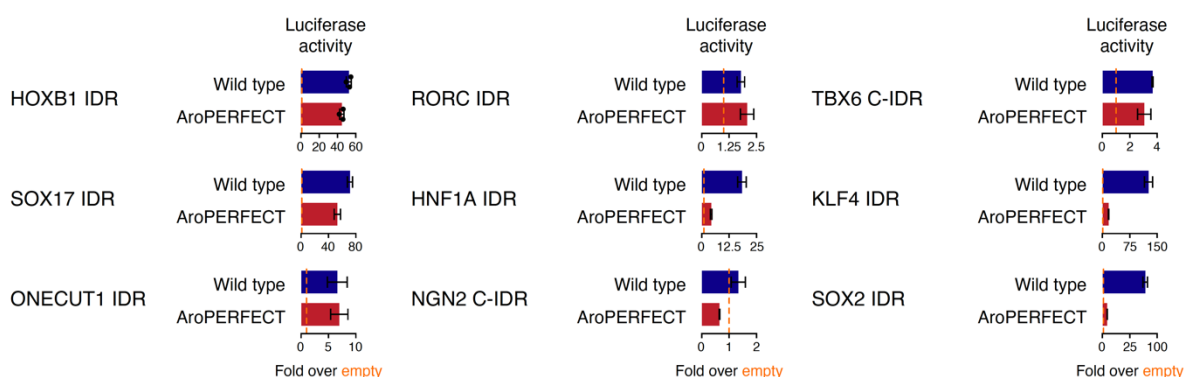 Luciferase activity
Luciferase activity
Luciferase activity
HOXB1 IDR
Wild type
AroPERFECT
0 20 40 60
RORC IDR
Wild type
AroPERFECT
0 1.25 2.5
TBX6 C-IDR
Wild type
AroPERFECT
0 2 4
SOX17 IDR
Wild type
AroPERFECT
0 40 80
HNF1A IDR
Wild type
AroPERFECT
0 12.5 25
KLF4 IDR
Wild type
AroPERFECT
0 75 150
ONECUT1 IDR
Wild type
AroPERFECT
0 5 10
Fold over empty
NGN2 C-IDR
Wild type
AroPERFECT
0 1 2
Fold over empty
SOX2 IDR
Wild type
AroPERFECT
0 25 100
Fold over empty